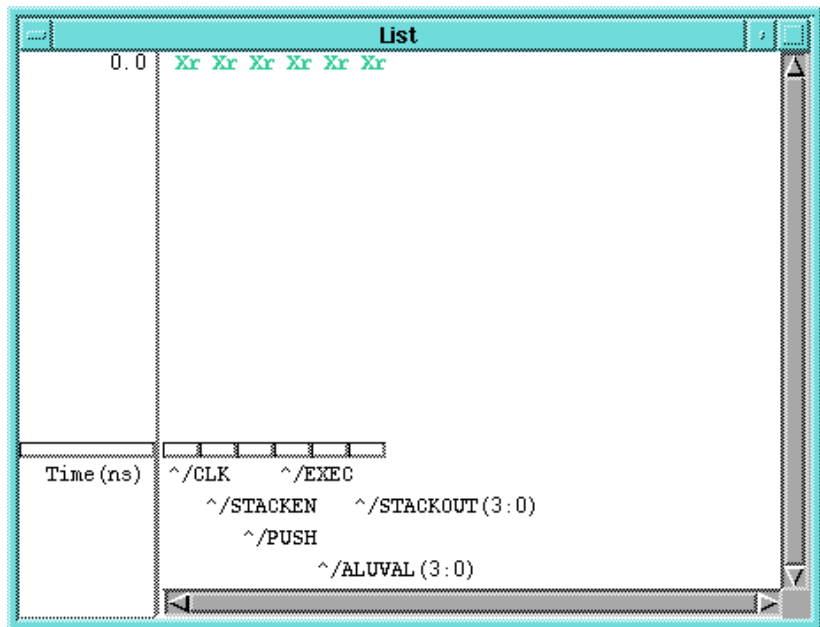 List
0.0 Xr Xr Xr Xr Xr Xr
Time(ns) ^/CLK ^/EXEC
^/STACKEN ^/STACKOUT(3:0)
^/PUSH
^/ALUVAL(3:0)